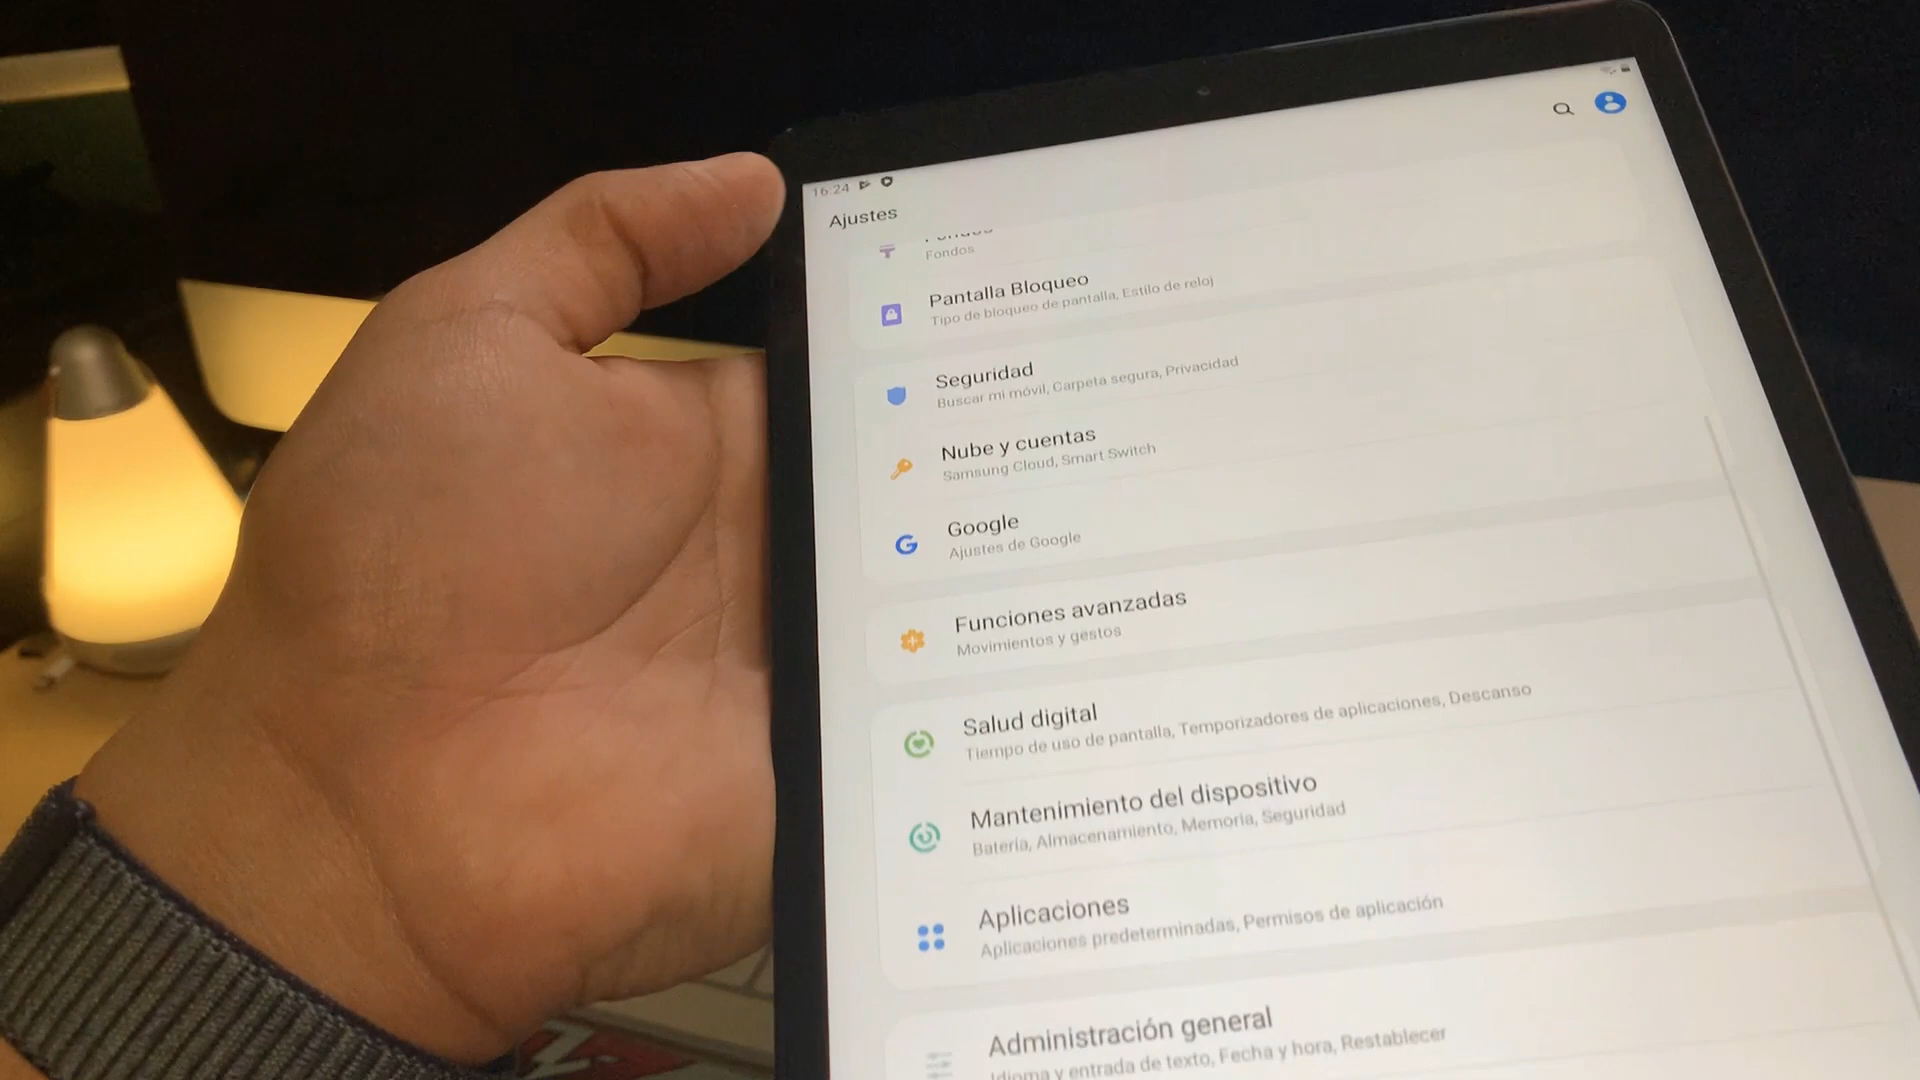 16:24
Ajustes
Fondos
Fondos
Pantalla Bloqueo
Tipo de bloqueo de pantalla, Estilo de reloj
Seguridad
Buscar mi móvil, Carpeta segura, Privacidad
Nube y cuentas
Samsung Cloud, Smart Switch
Google
Ajustes de Google
Funciones avanzadas
Movimientos y gestos
Salud digital
Tiempo de uso de pantalla, Temporizadores de aplicaciones, Descanso
Mantenimiento del dispositivo
Batería, Almacenamiento, Memoria, Seguridad
Aplicaciones
Aplicaciones predeterminadas, Permisos de aplicación
Administración general
Idioma y entrada de texto, Fecha y hora, Restablecer